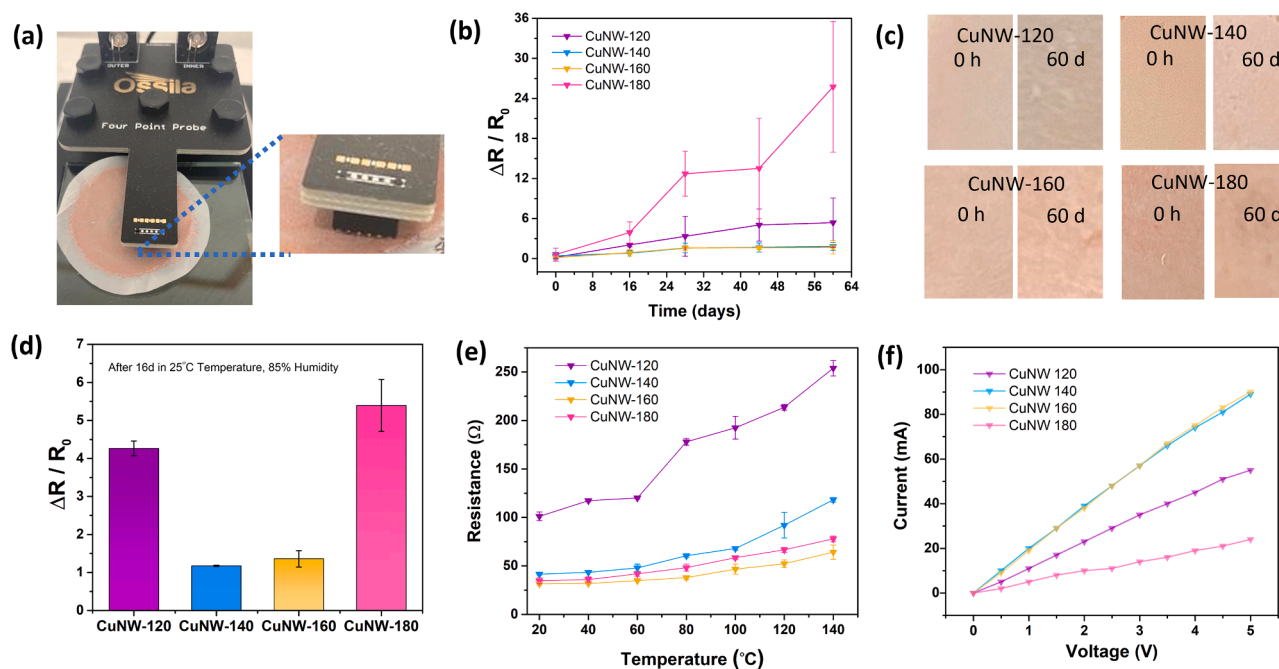 (a)
OUTER
INNER
Ossila
Four Point Probe
(b)
36
30
24
18
12
6
0
ΔR / R₀
CuNW-120
CuNW-140
CuNW-160
CuNW-180
0 8 16 24 32 40 48 56 64
Time (days)
(c)
CuNW-120
0 h 60 d
CuNW-140
0 h 60 d
CuNW-160
0 h 60 d
CuNW-180
0 h 60 d
(d)
7
6
5
4
3
2
1
0
ΔR / R₀
After 16d in 25°C Temperature, 85% Humidity
CuNW-120 CuNW-140 CuNW-160 CuNW-180
(e)
250
200
150
100
50
0
Resistance (Ω)
CuNW-120
CuNW-140
CuNW-160
CuNW-180
20 40 60 80 100 120 140
Temperature (°C)
(f)
100
80
60
40
20
0
Current (mA)
CuNW 120
CuNW 140
CuNW 160
CuNW 180
0 1 2 3 4 5
Voltage (V)